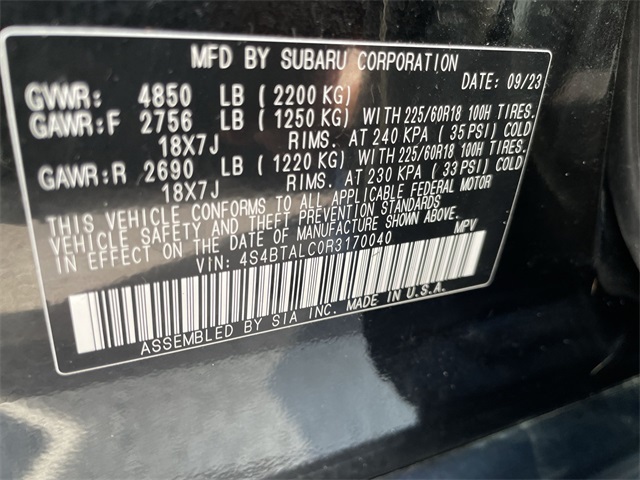 MFD BY SUBARU CORPORATION
DATE: 09/23
GVWR: 4850 LB ( 2200 KG)
GAWR:F 2756 LB ( 1250 KG) WITH 225/60R18 100H TIRES.
18X7J RIMS. AT 240 KPA ( 35 PSI) COLD
GAWR:R 2690 LB ( 1220 KG) WITH 225/60R18 100H TIRES.
18X7J RIMS. AT 230 KPA ( 33 PSI) COLD
THIS VEHICLE CONFORMS TO ALL APPLICABLE FEDERAL MOTOR
VEHICLE SAFETY, BUMPER, AND THEFT PREVENTION STANDARDS
IN EFFECT ON THE DATE OF MANUFACTURE SHOWN ABOVE.
VIN: 4S4BTALC0R3170040 MPV
ASSEMBLED BY SIA INC. MADE IN U.S.A.